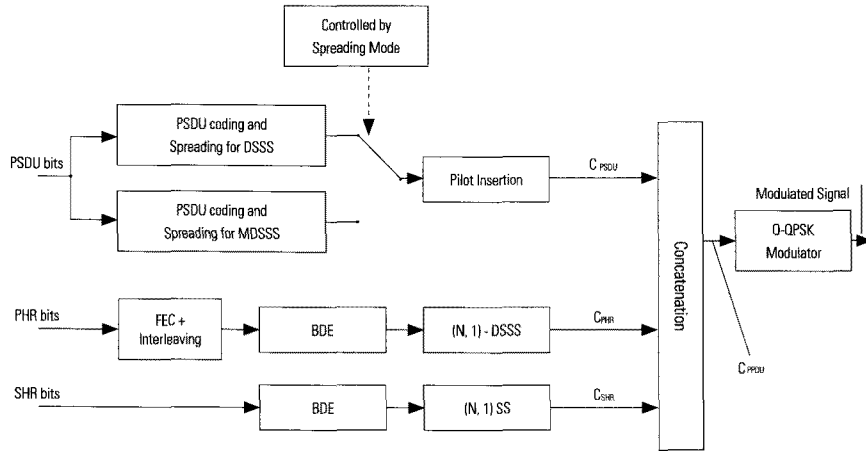 Controlled by
Spreading Mode
PSDU bits
PSDU coding and
Spreading for DSSS
PSDU coding and
Spreading for MDSSS
Pilot Insertion
C PSDU
Concatenation
Modulated Signal
O-QPSK
Modulator
PHR bits
FEC +
Interleaving
BDE
(N, 1) - DSSS
CPHR
CPPDU
SHR bits
BDE
(N, 1) SS
CSHR